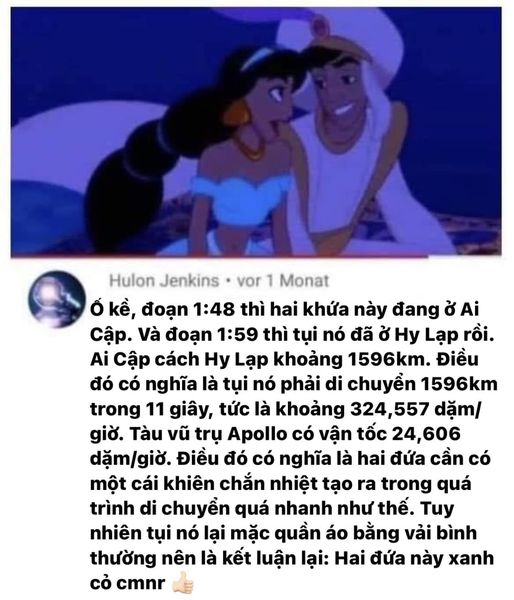 Hulon Jenkins • vor 1 Monat
Ố kề, đoạn 1:48 thì hai khứa này đang ở Ai
Cập. Và đoạn 1:59 thì tụi nó đã ở Hy Lạp rồi.
Ai Cập cách Hy Lạp khoảng 1596km. Điều
đó có nghĩa là tụi nó phải di chuyển 1596km
trong 11 giây, tức là khoảng 324,557 dặm/
giờ. Tàu vũ trụ Apollo có vận tốc 24,606
dặm/giờ. Điều đó có nghĩa là hai đứa cần có
một cái khiên chắn nhiệt tạo ra trong quá
trình di chuyển quá nhanh như thế. Tuy
nhiên tụi nó lại mặc quần áo bằng vải bình
thường nên là kết luận lại: Hai đứa này xanh
cỏ cmnr 👍🏻